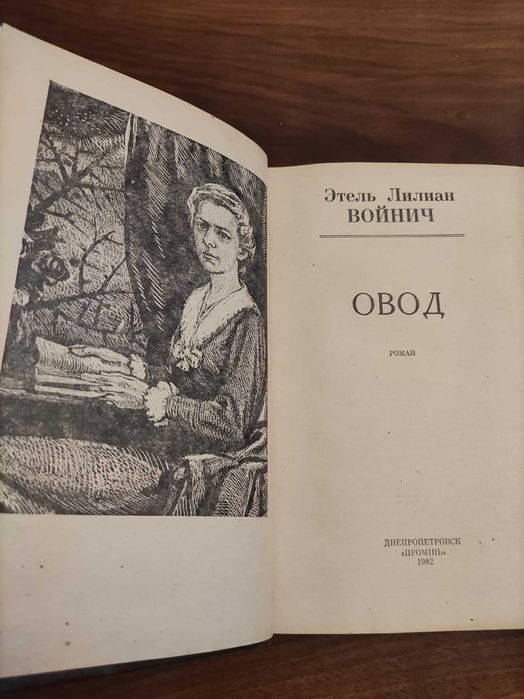 Этель Лилиан
ВОЙНИЧ
ОВОД
РОМАН
ДНЕПРОПЕТРОВСК
«ПРОМІНЬ»
1982